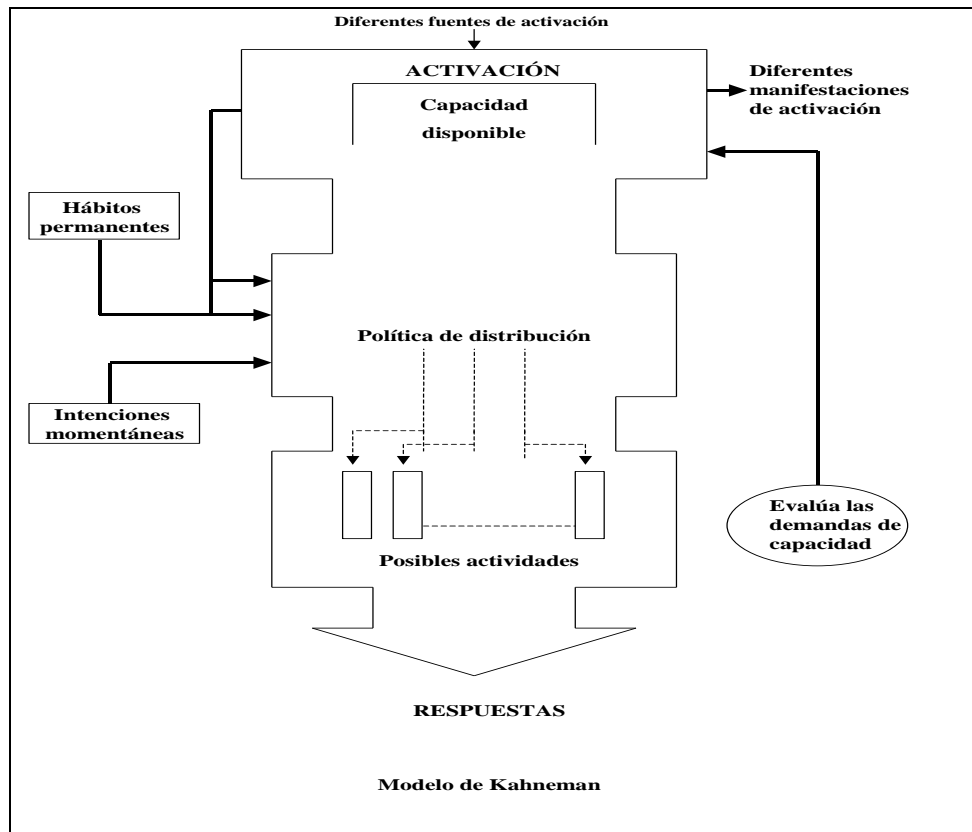 Diferentes fuentes de activación
ACTIVACIÓN
Capacidad
disponible
Diferentes
manifestaciones
de activación
Hábitos
permanentes
Política de distribución
Intenciones
momentáneas
Evalúa las
demandas de
capacidad
Posibles actividades
RESPUESTAS
Modelo de Kahneman